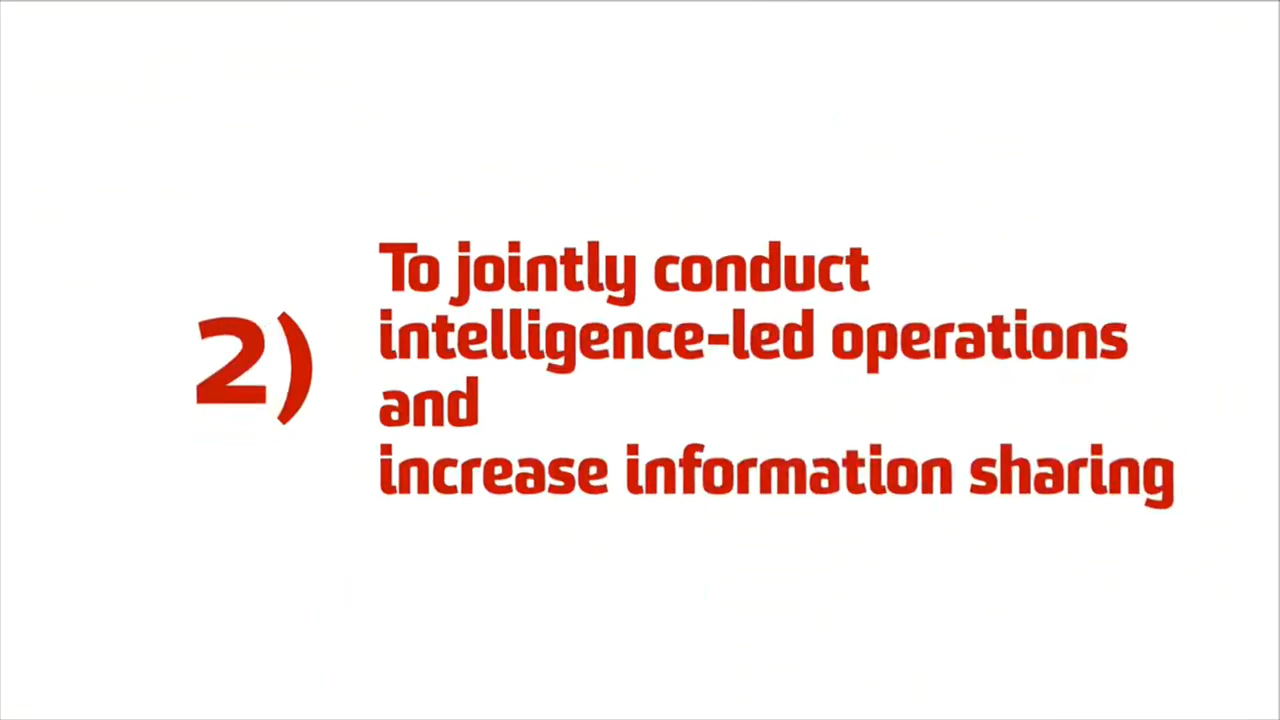 2)
To jointly conduct
intelligence-led operations
and
increase information sharing